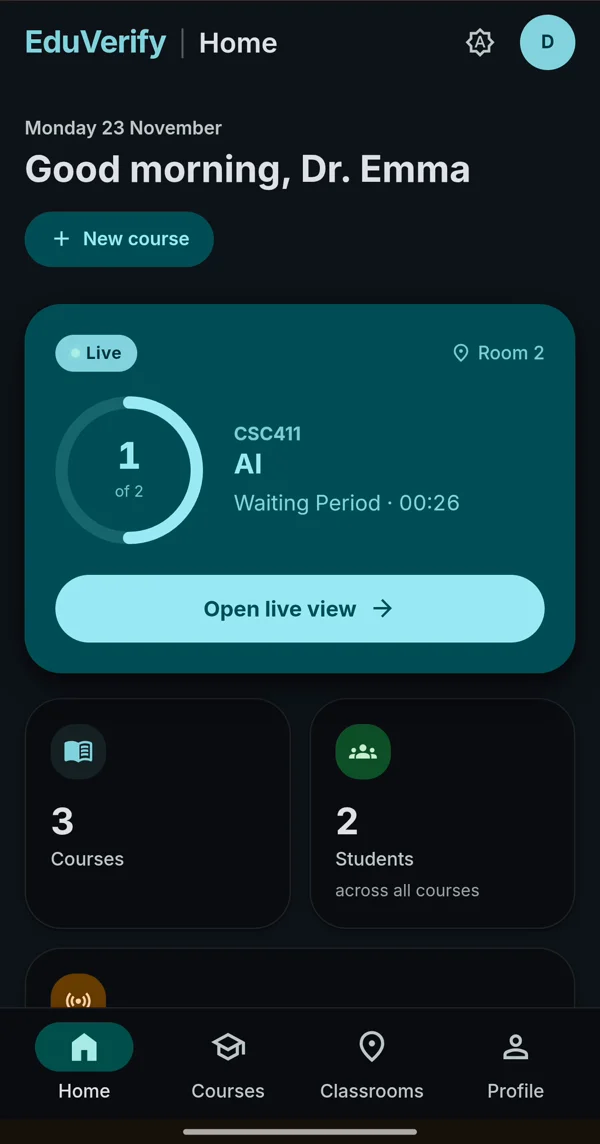 EduVerify | Home
A
D
Monday 23 November
Good morning, Dr. Emma
+ New course
Live
Room 2
1
of 2
CSC411
AI
Waiting Period · 00:26
Open live view →
3
Courses
2
Students
across all courses
Home
Courses
Classrooms
Profile